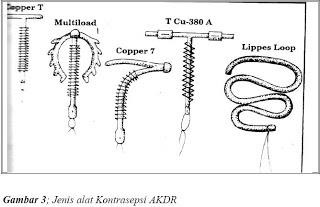 Copper T
Multiload
T Cu-380 A
Copper 7
Lippes Loop
Gambar 3; Jenis alat Kontrasepsi AKDR